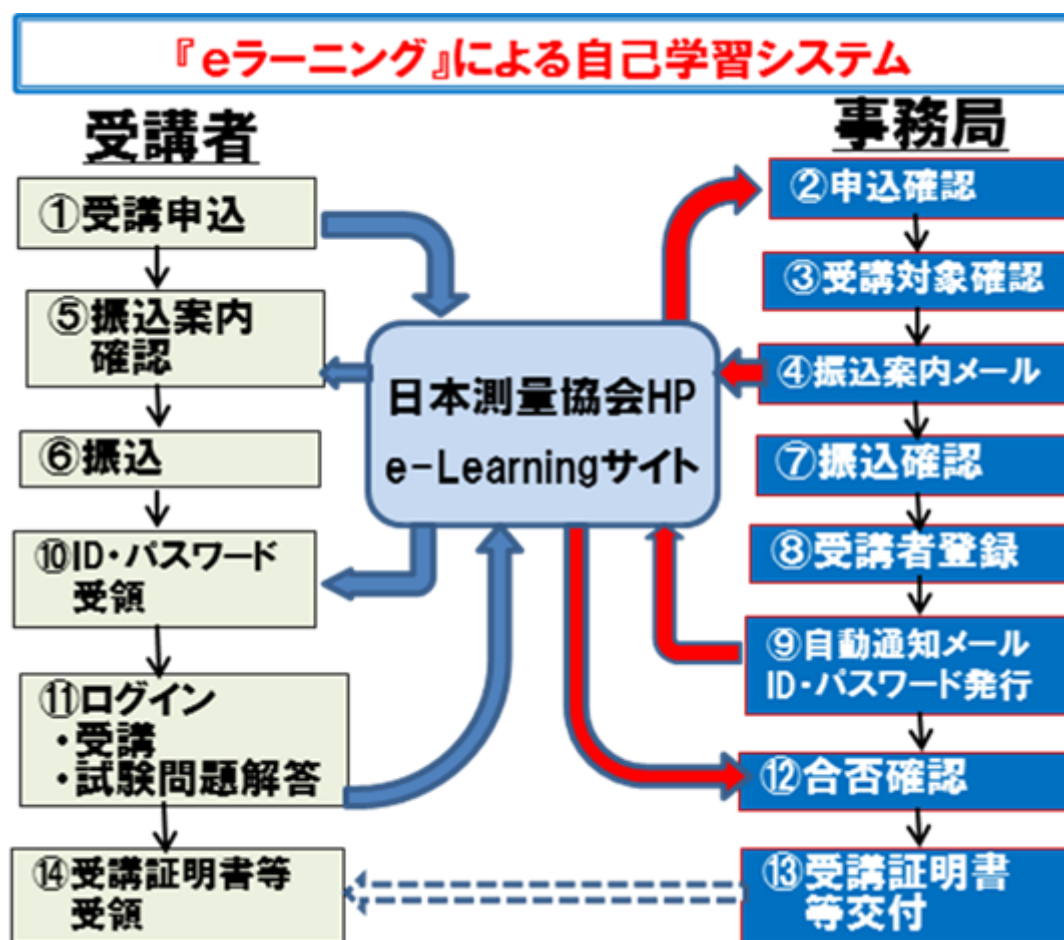 『eラーニング』による自己学習システム
受講者
①受講申込
⑤振込案内
確認
⑥振込
⑩ID・パスワード
受領
⑪ログイン
・受講
・試験問題解答
⑭受講証明書等
受領
日本測量協会HP
e-Learningサイト
事務局
②申込確認
③受講対象確認
④振込案内メール
⑦振込確認
⑧受講者登録
⑨自動通知メール
ID・パスワード発行
⑫合否確認
⑬受講証明書
等交付